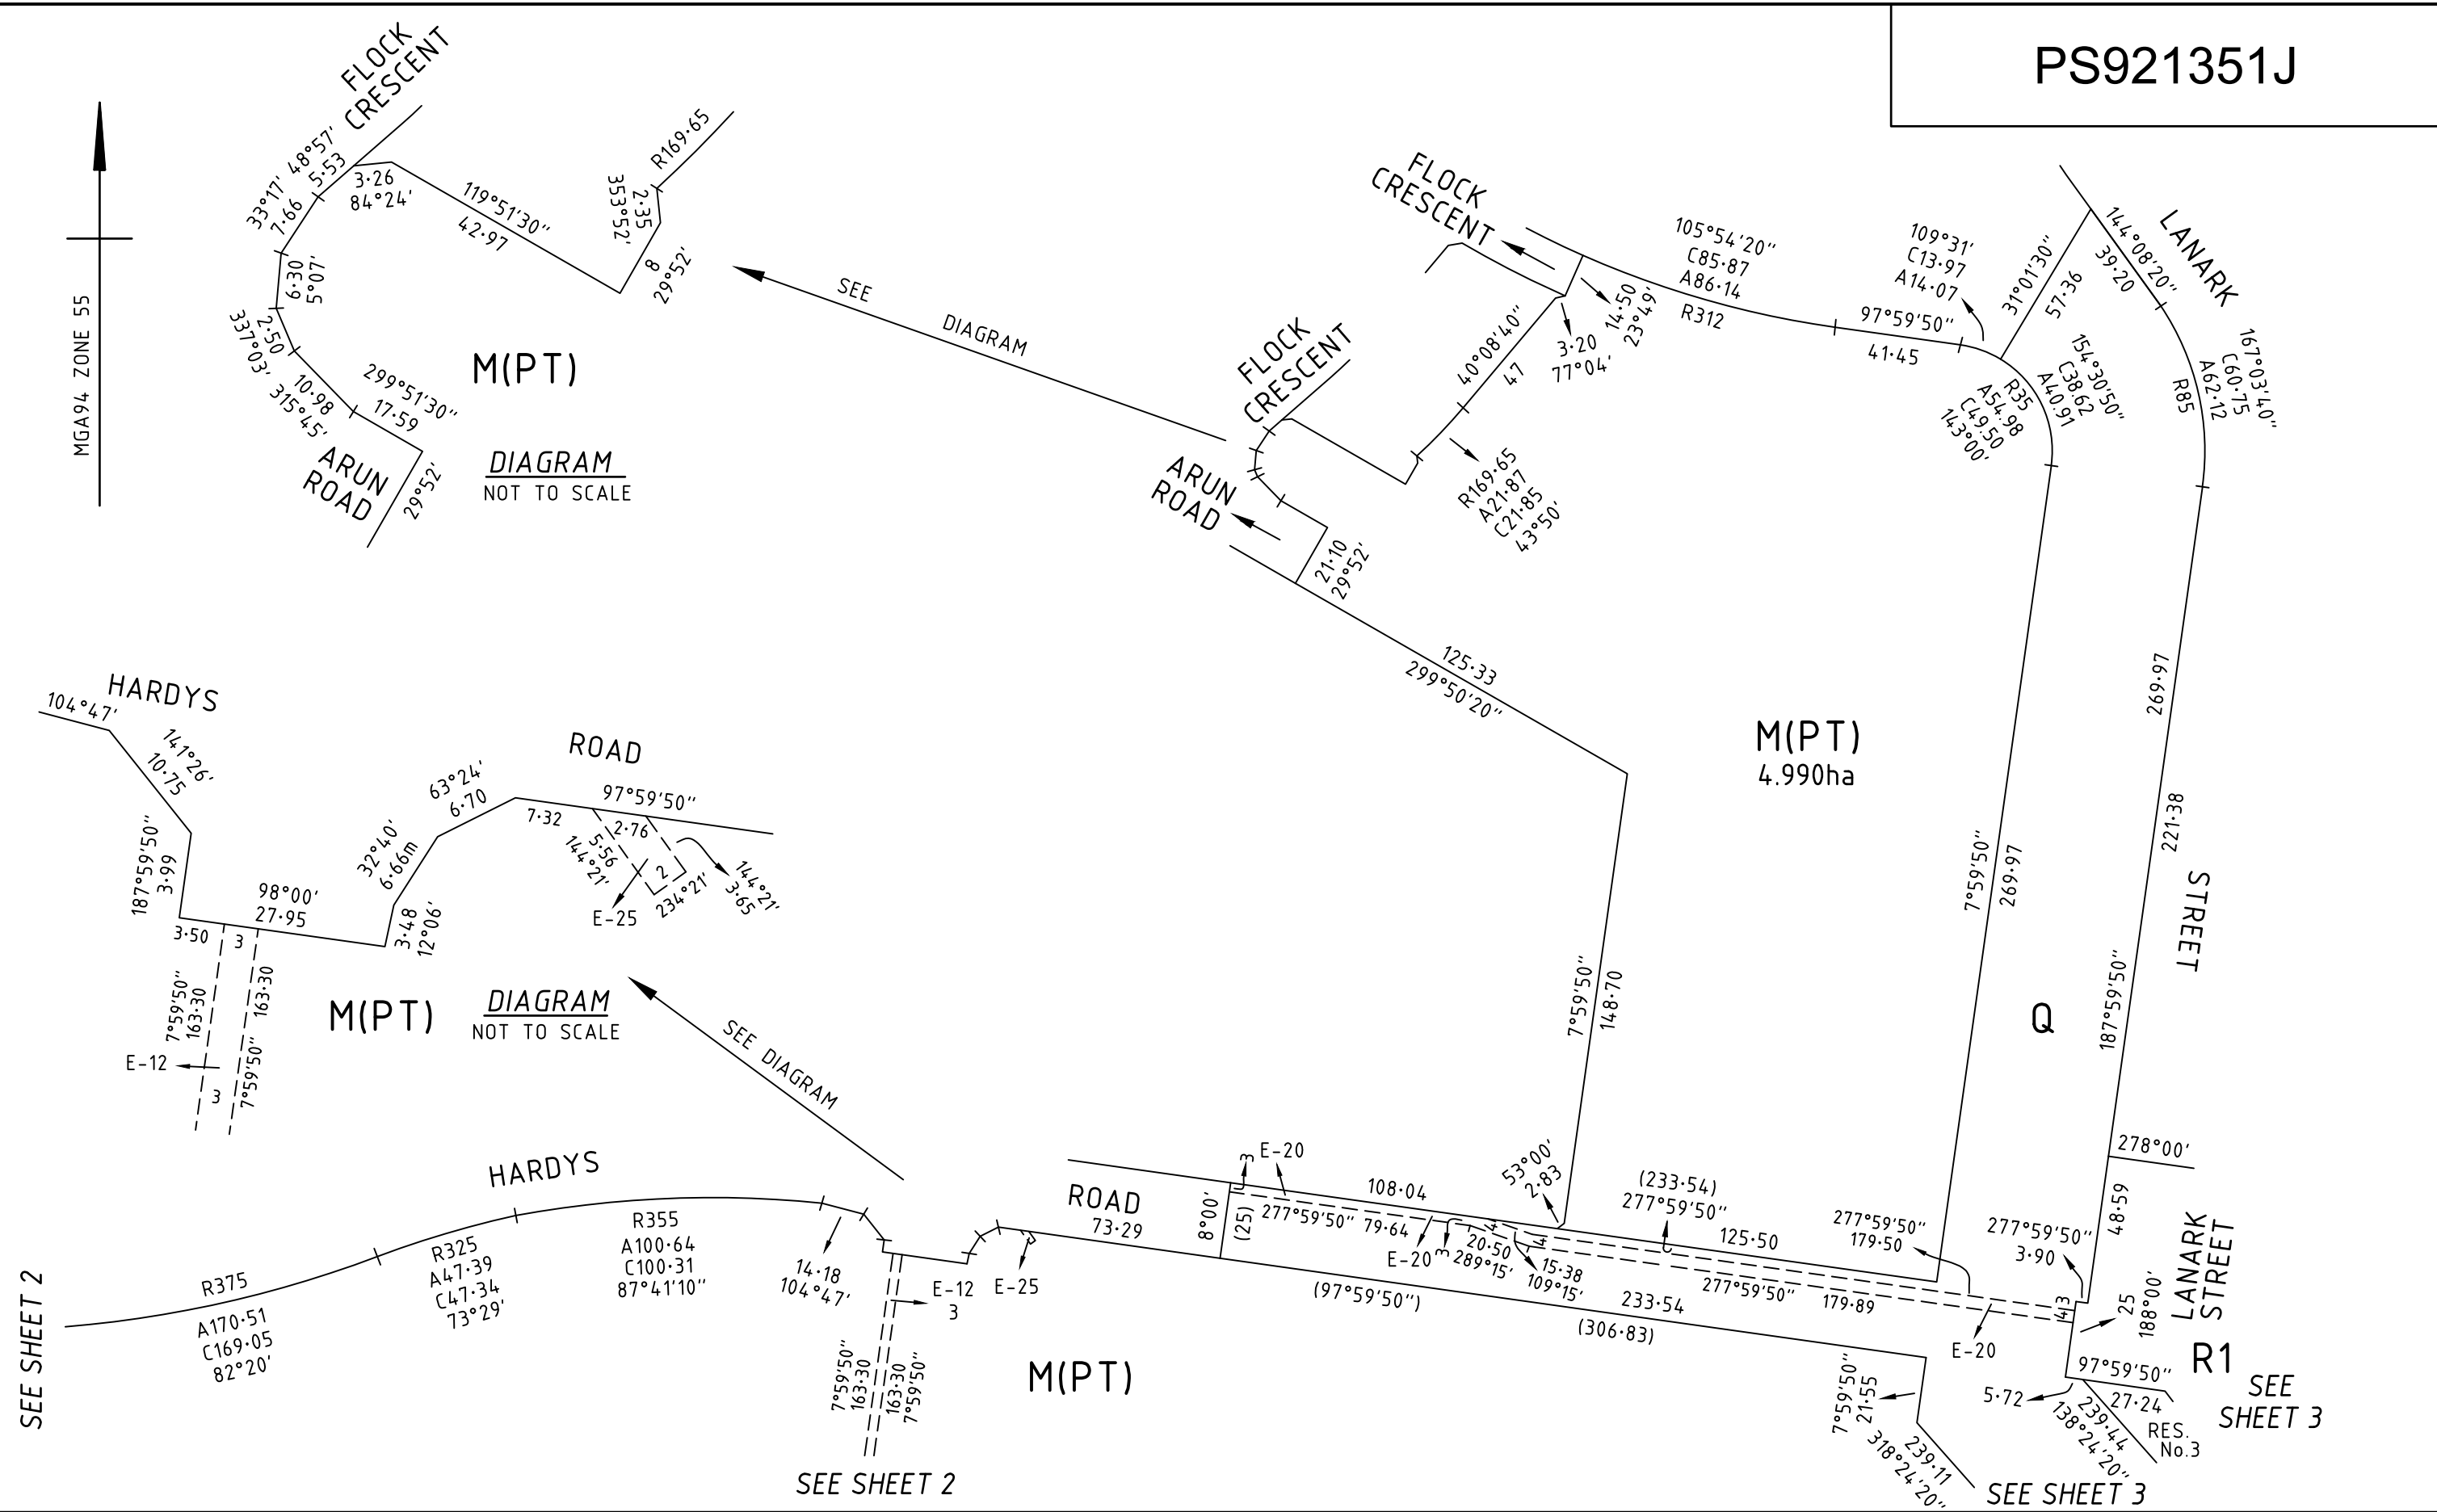 PS921351J
MGA94 ZONE 55
FLOCK
CRESCENT
48°57'
5·53
33°17'
7·66
3·26
84°24'
119°51'30"
42·97
R169·65
2·35
353°52'
8
29°52'
6·30
5°07'
2·50
337°03'
10·98
315°45'
299°51'30"
17·59
M(PT)
ARUN
ROAD
29°52'
DIAGRAM
NOT TO SCALE
SEE
DIAGRAM
FLOCK
CRESCENT
105°54'20"
C85·87
A86·14
R312
14·50
23°49'
3·20
77°04'
40°08'40"
47
109°31'
C13·97
A14·07
97°59'50"
41·45
31°01'30"
57·36
144°08'20"
39·20
LANARK
154°30'50"
C38·62
A40·91
R35
A54·98
C49·50
143°00'
167°03'40"
C60·75
A62·12
R85
FLOCK
CRESCENT
ARUN
ROAD
R169·65
A21·87
C21·85
43°50'
21·10
29°52'
125·33
299°50'20"
M(PT)
4.990ha
7°59'50"
148·70
7°59'50"
269·97
269·97
221·38
187°59'50"
STREET
Q
HARDYS
104°47'
141°26'
10·75
187°59'50"
3·99
98°00'
27·95
3·50
3
32°40'
6·66m
3·48
12°06'
63°24'
6·70
ROAD
97°59'50"
7·32
2·76
5·56
144°21'
2
234°21'
144°21'
3·65
E-25
7°59'50"
163·30
163·30
7°59'50"
E-12
3
M(PT)
DIAGRAM
NOT TO SCALE
SEE DIAGRAM
HARDYS
R375
A170·51
C169·05
82°20'
R325
A47·39
C47·34
73°29'
R355
A100·64
C100·31
87°41'10"
14·18
104°47'
E-12
3
E-25
7°59'50"
163·30
163·30
7°59'50"
SEE SHEET 2
SEE SHEET 2
M(PT)
ROAD
73·29
8°00'
(25)
3
E-20
108·04
277°59'50" 79·64
E-20
3
4
20·50
289°15'
4
15·38
109°15'
53°00'
2·83
(233·54)
277°59'50"
125·50
277°59'50"
179·50
277°59'50" 179·89
(97°59'50")
233·54
(306·83)
E-20
278°00'
48·59
277°59'50"
3·90
3
4
25
188°00'
LANARK
STREET
R1
97°59'50"
27·24
5·72
239·44
138°24'20"
RES.
No.3
SEE
SHEET 3
7°59'50"
21·55
239·11
318°24'20"
SEE SHEET 3